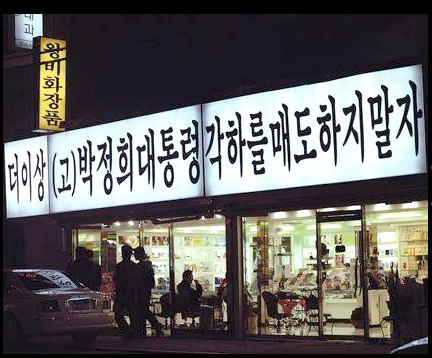 왕비화장품
더이상 (고)박정희대통령각하를매도하지말자